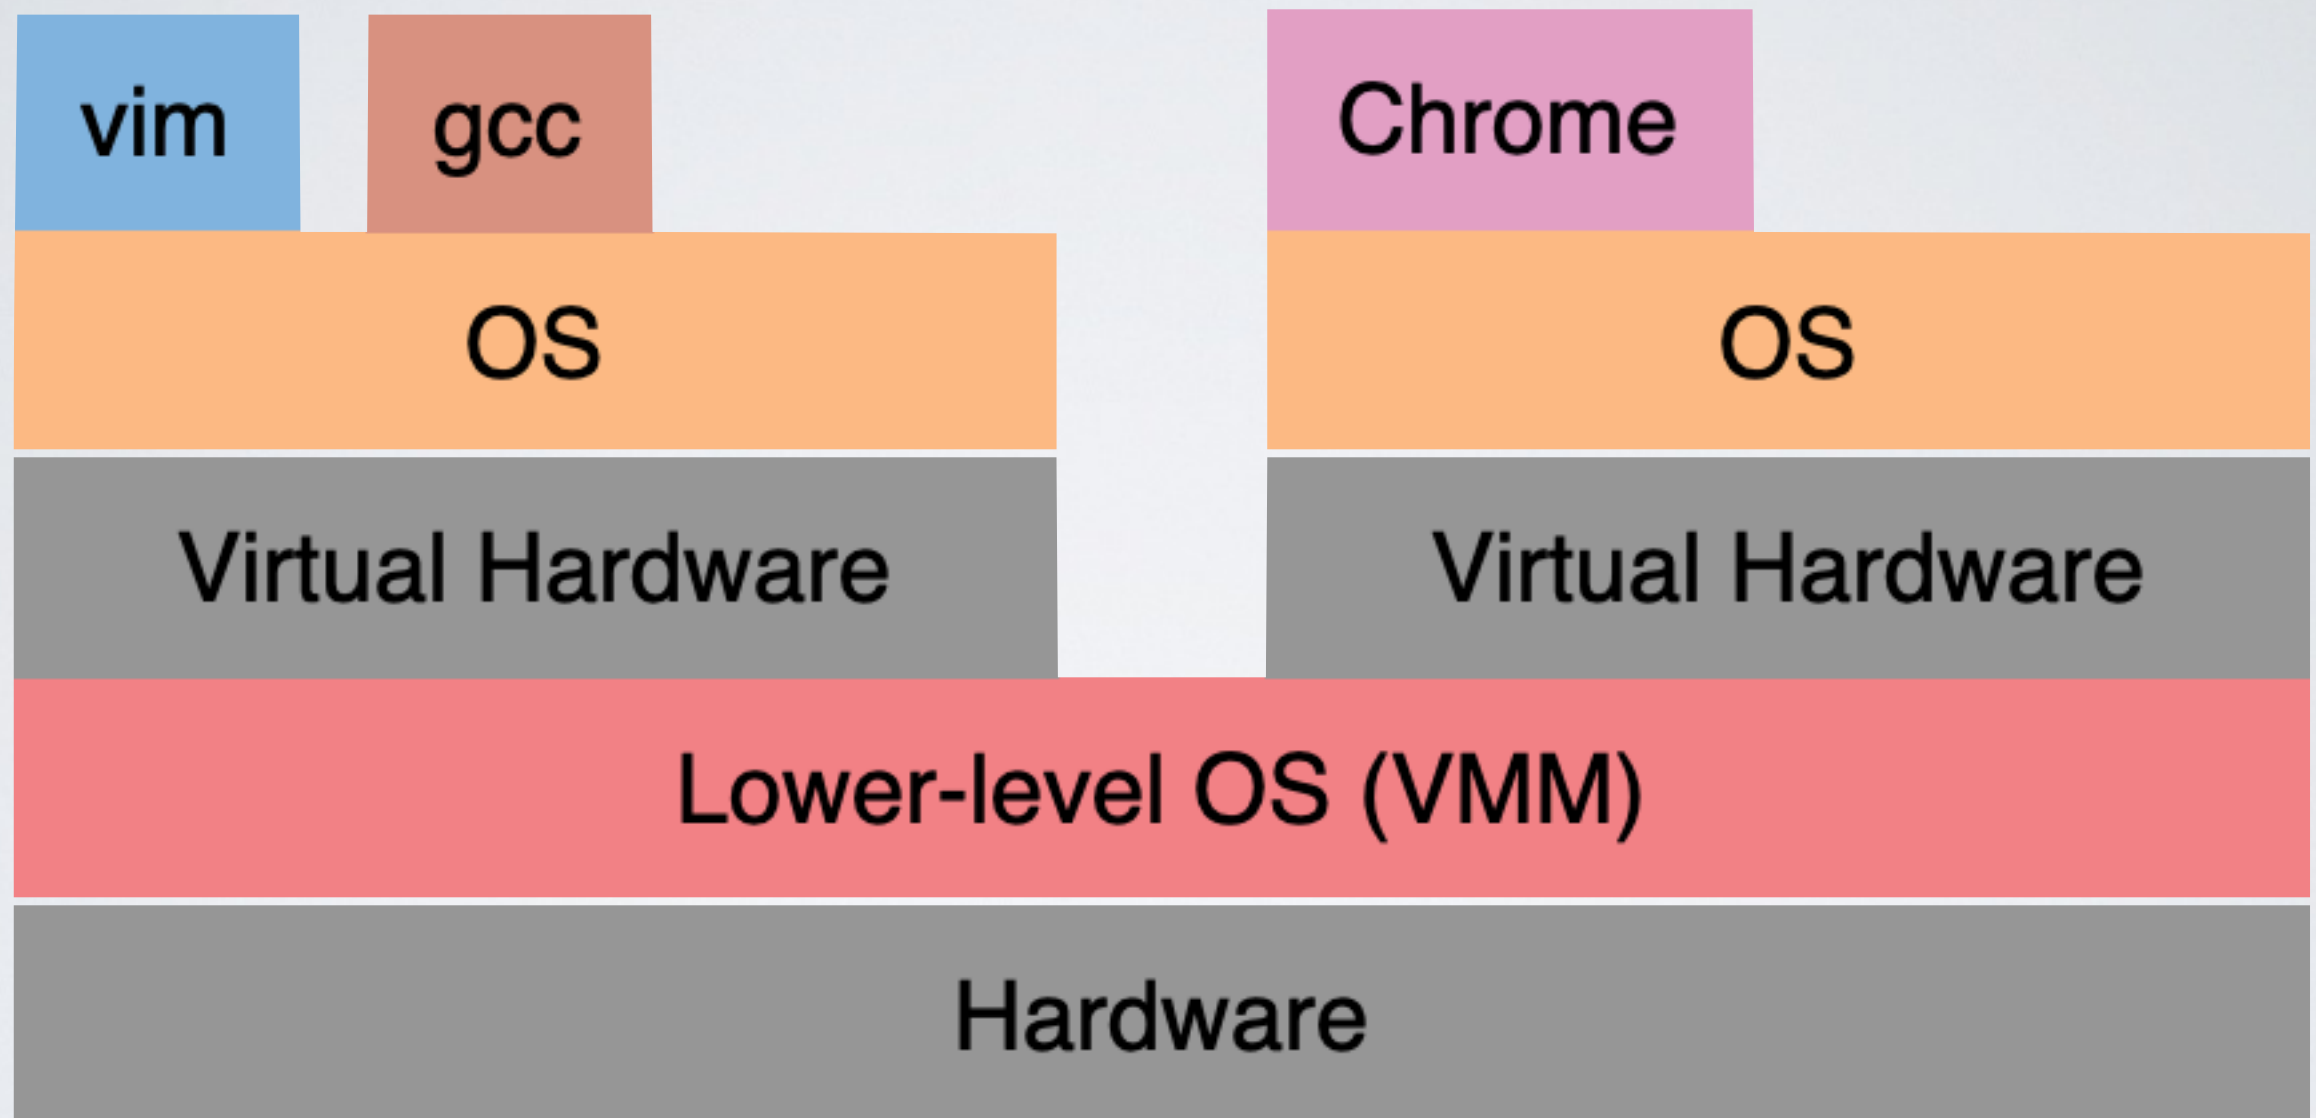 vim
gcc
Chrome
OS
OS
Virtual Hardware
Virtual Hardware
Lower-level OS (VMM)
Hardware